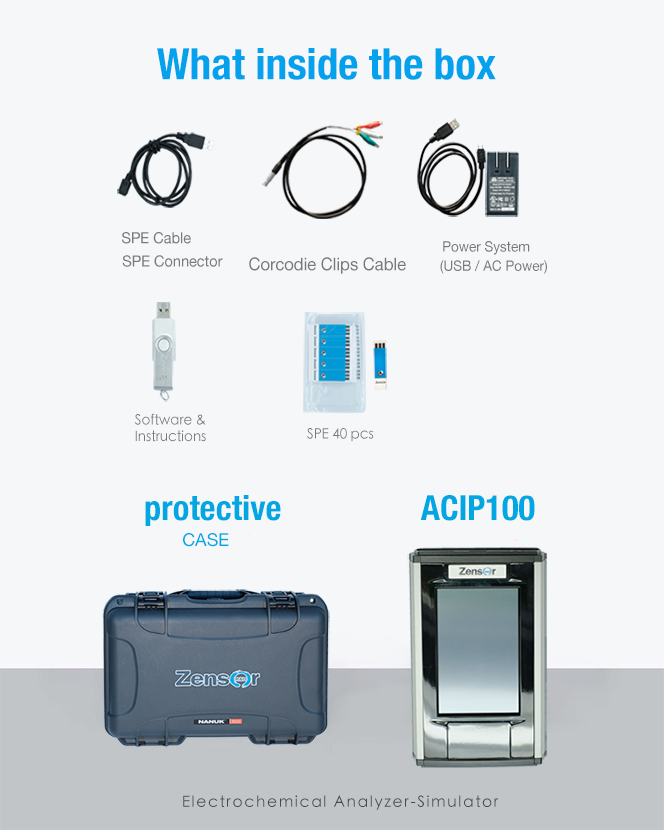 What inside the box
SPE Cable
SPE Connector
Corcodie Clips Cable
Power System
(USB / AC Power)
Software &
Instructions
SPE 40 pcs
protective
CASE
ACIP100
Zensor
Zensor
NANUK
Electrochemical Analyzer-Simulator